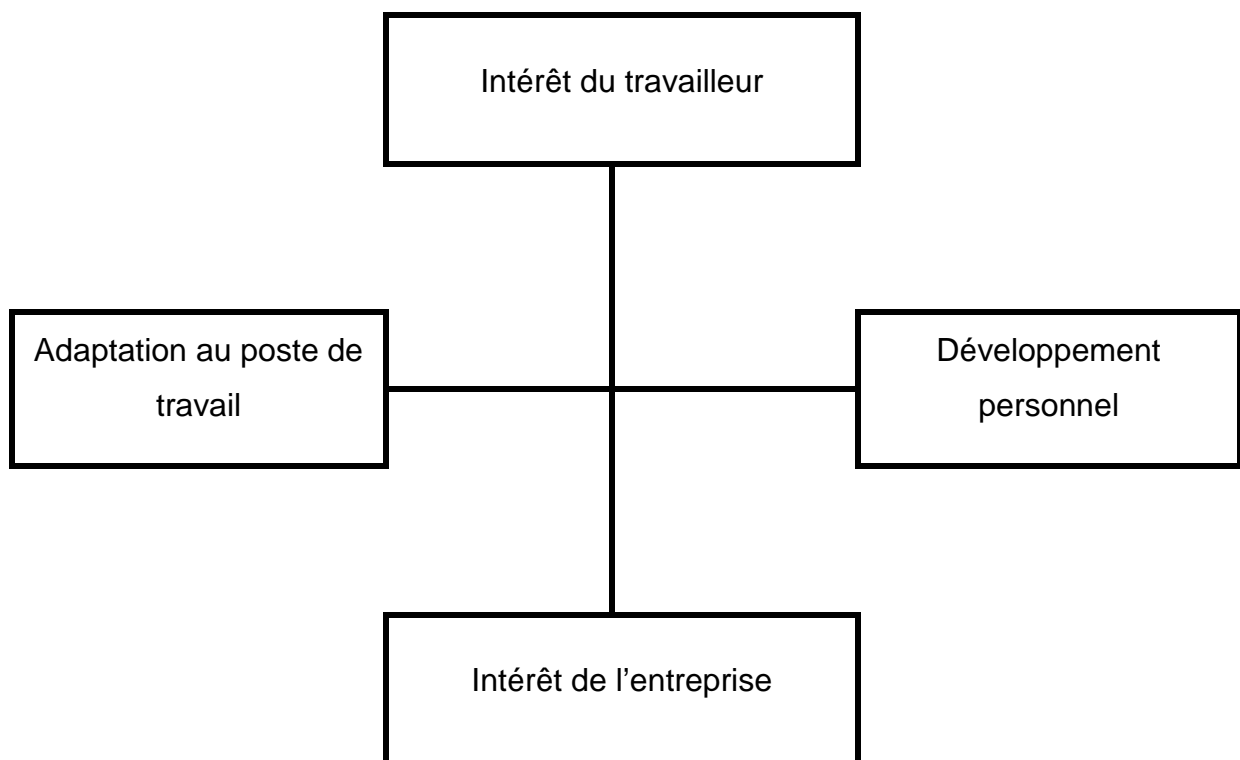 Intérêt du travailleur
Adaptation au poste de
travail
Développement
personnel
Intérêt de l’entreprise